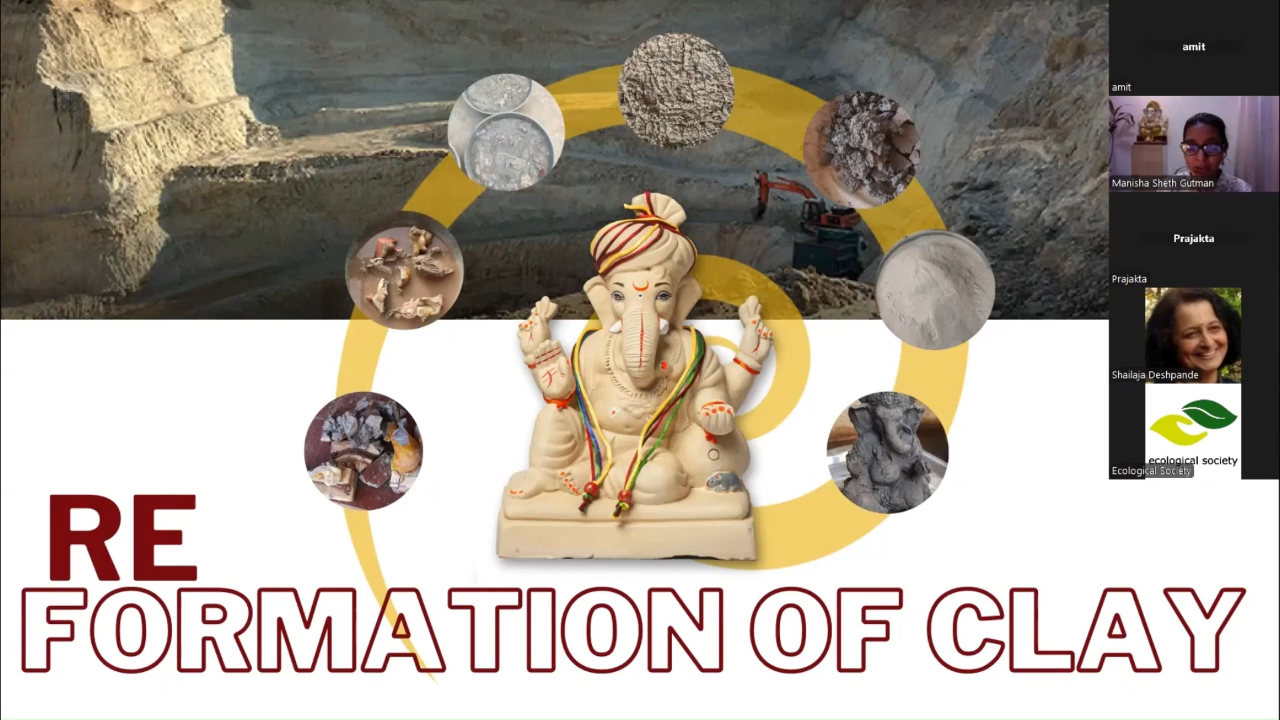 RE
FORMATION OF CLAY
amit
amit
Manisha Sheth Gutman
Prajakta
Prajakta
Shailaja Deshpande
ecological society
Ecological Society